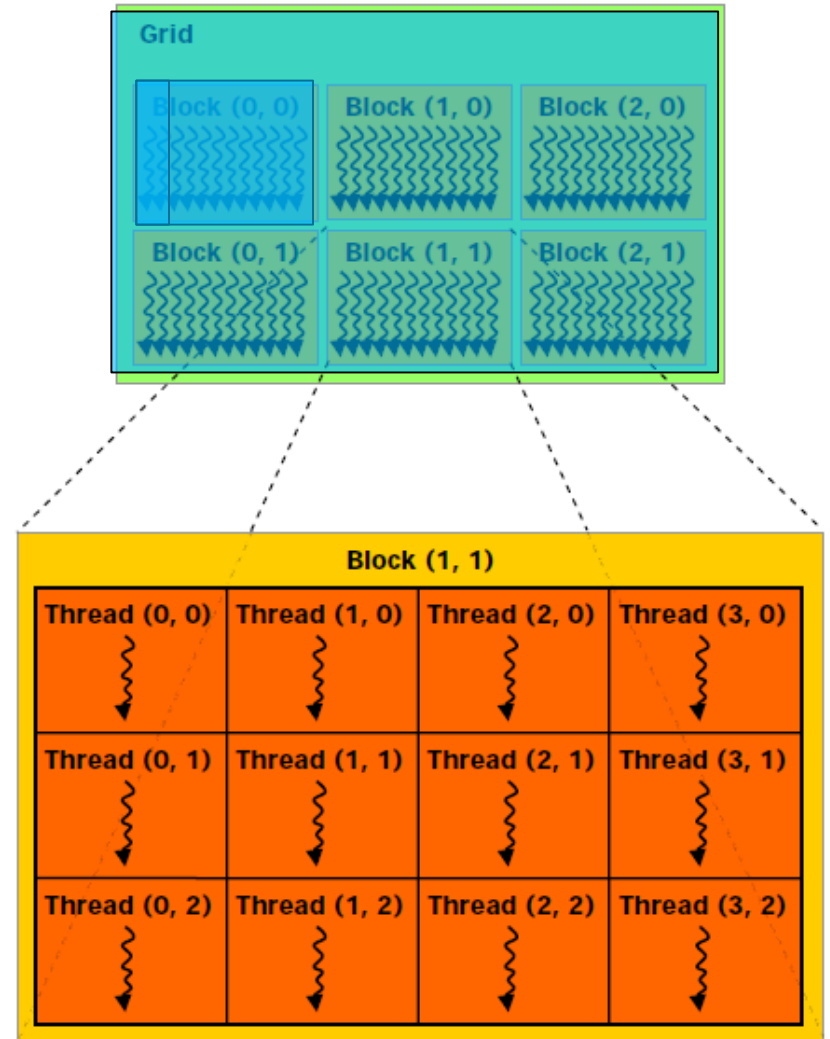 Grid
Block (0, 0) Block (1, 0) Block (2, 0)
Block (0, 1) Block (1, 1) Block (2, 1)
Block (1, 1)
Thread (0, 0) Thread (1, 0) Thread (2, 0) Thread (3, 0)
Thread (0, 1) Thread (1, 1) Thread (2, 1) Thread (3, 1)
Thread (0, 2) Thread (1, 2) Thread (2, 2) Thread (3, 2)